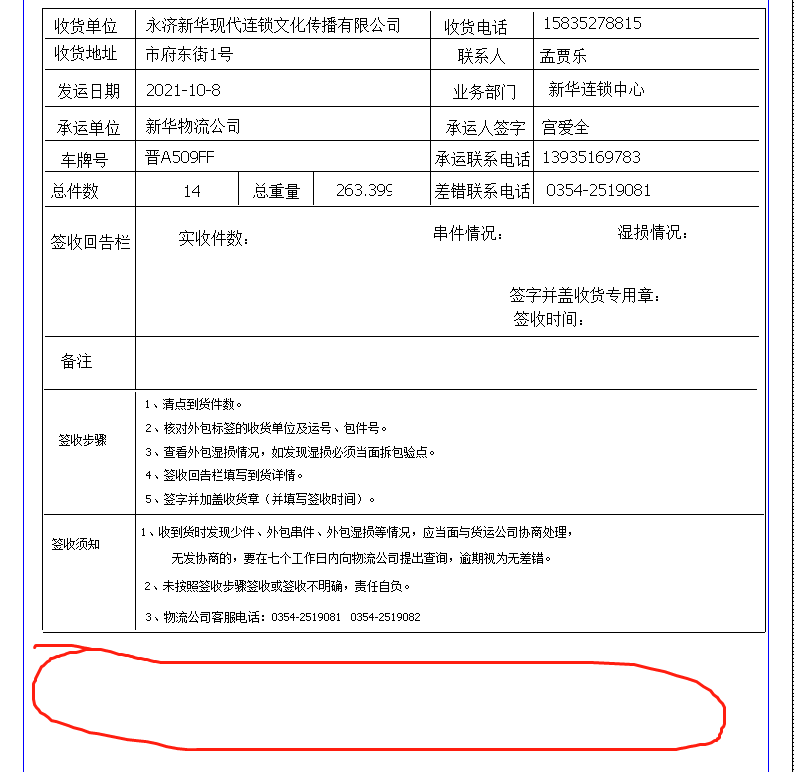 收货单位 永济新华现代连锁文化传播有限公司 收货电话 15835278815
收货地址 市府东街1号 联系人 孟贾乐
发运日期 2021-10-8 业务部门 新华连锁中心
承运单位 新华物流公司 承运人签字 宫爱全
车牌号 晋A509FF 承运联系电话 13935169783
总件数 14 总重量 263.399 差错联系电话 0354-2519081
签收回告栏 实收件数： 串件情况： 湿损情况：
签字并盖收货专用章：
签收时间：
备注
签收步骤
1、清点到货件数。
2、核对外包标签的收货单位及运号、包件号。
3、查看外包湿损情况，如发现湿损必须当面拆包验点。
4、签收回告栏填写到货详情。
5、签字并加盖收货章（并填写签收时间）。
签收须知
1、收到货时发现少件、外包串件、外包湿损等情况，应当面与货运公司协商处理，
无发协商的，要在七个工作日内向物流公司提出查询，逾期视为无差错。
2、未按照签收步骤签收或签收不明确，责任自负。
3、物流公司客服电话：0354-2519081 0354-2519082